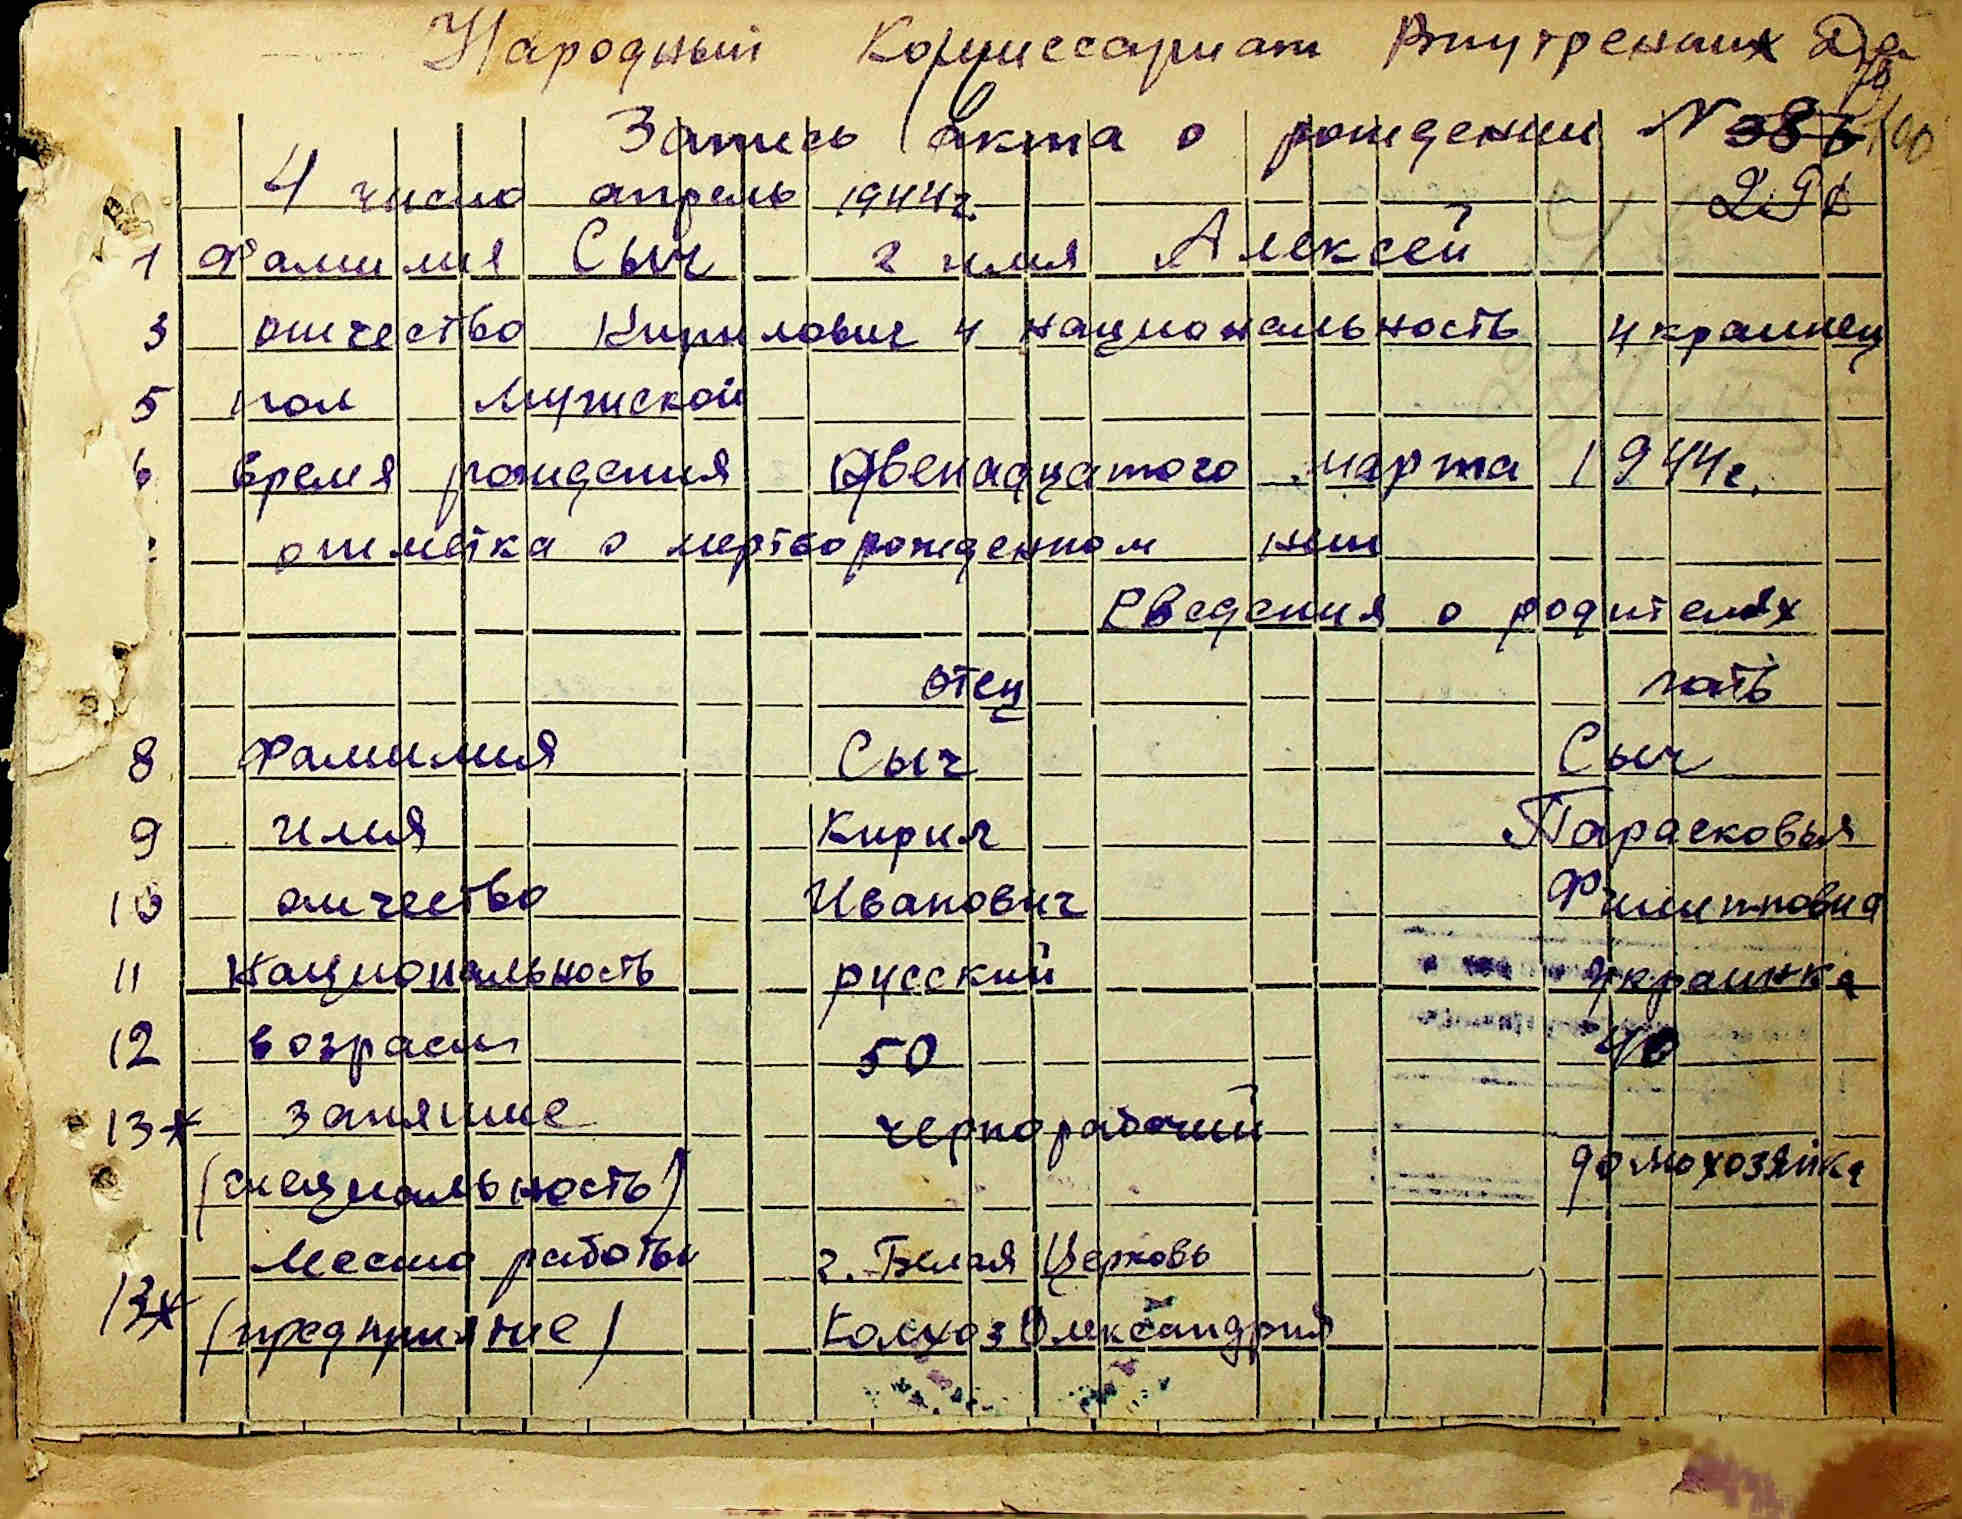 Народный Комиссариат Внутренних Дел
Запись акта о рождении N
4 число апрель 1944г.
1 Фамилия Сыч 2 имя Алексей
3 отчество Кирилович 4 национальность украинец
5 пол мужской
6 время рождения Двенадцатого марта 1944г.
отметка о мертворожденном нет
Сведения о родителях
отец мать
8 Фамилия Сыч Сыч
9 имя Кирил Парасковья
10 отчество Иванович Филипповна
11 Национальность русский украинка
12 возраст 50 40
13* занятие чернорабочий
(специальность) домохозяйка
место работы г. Белая Церковь
13* (предприятие) колхоз Олександрия